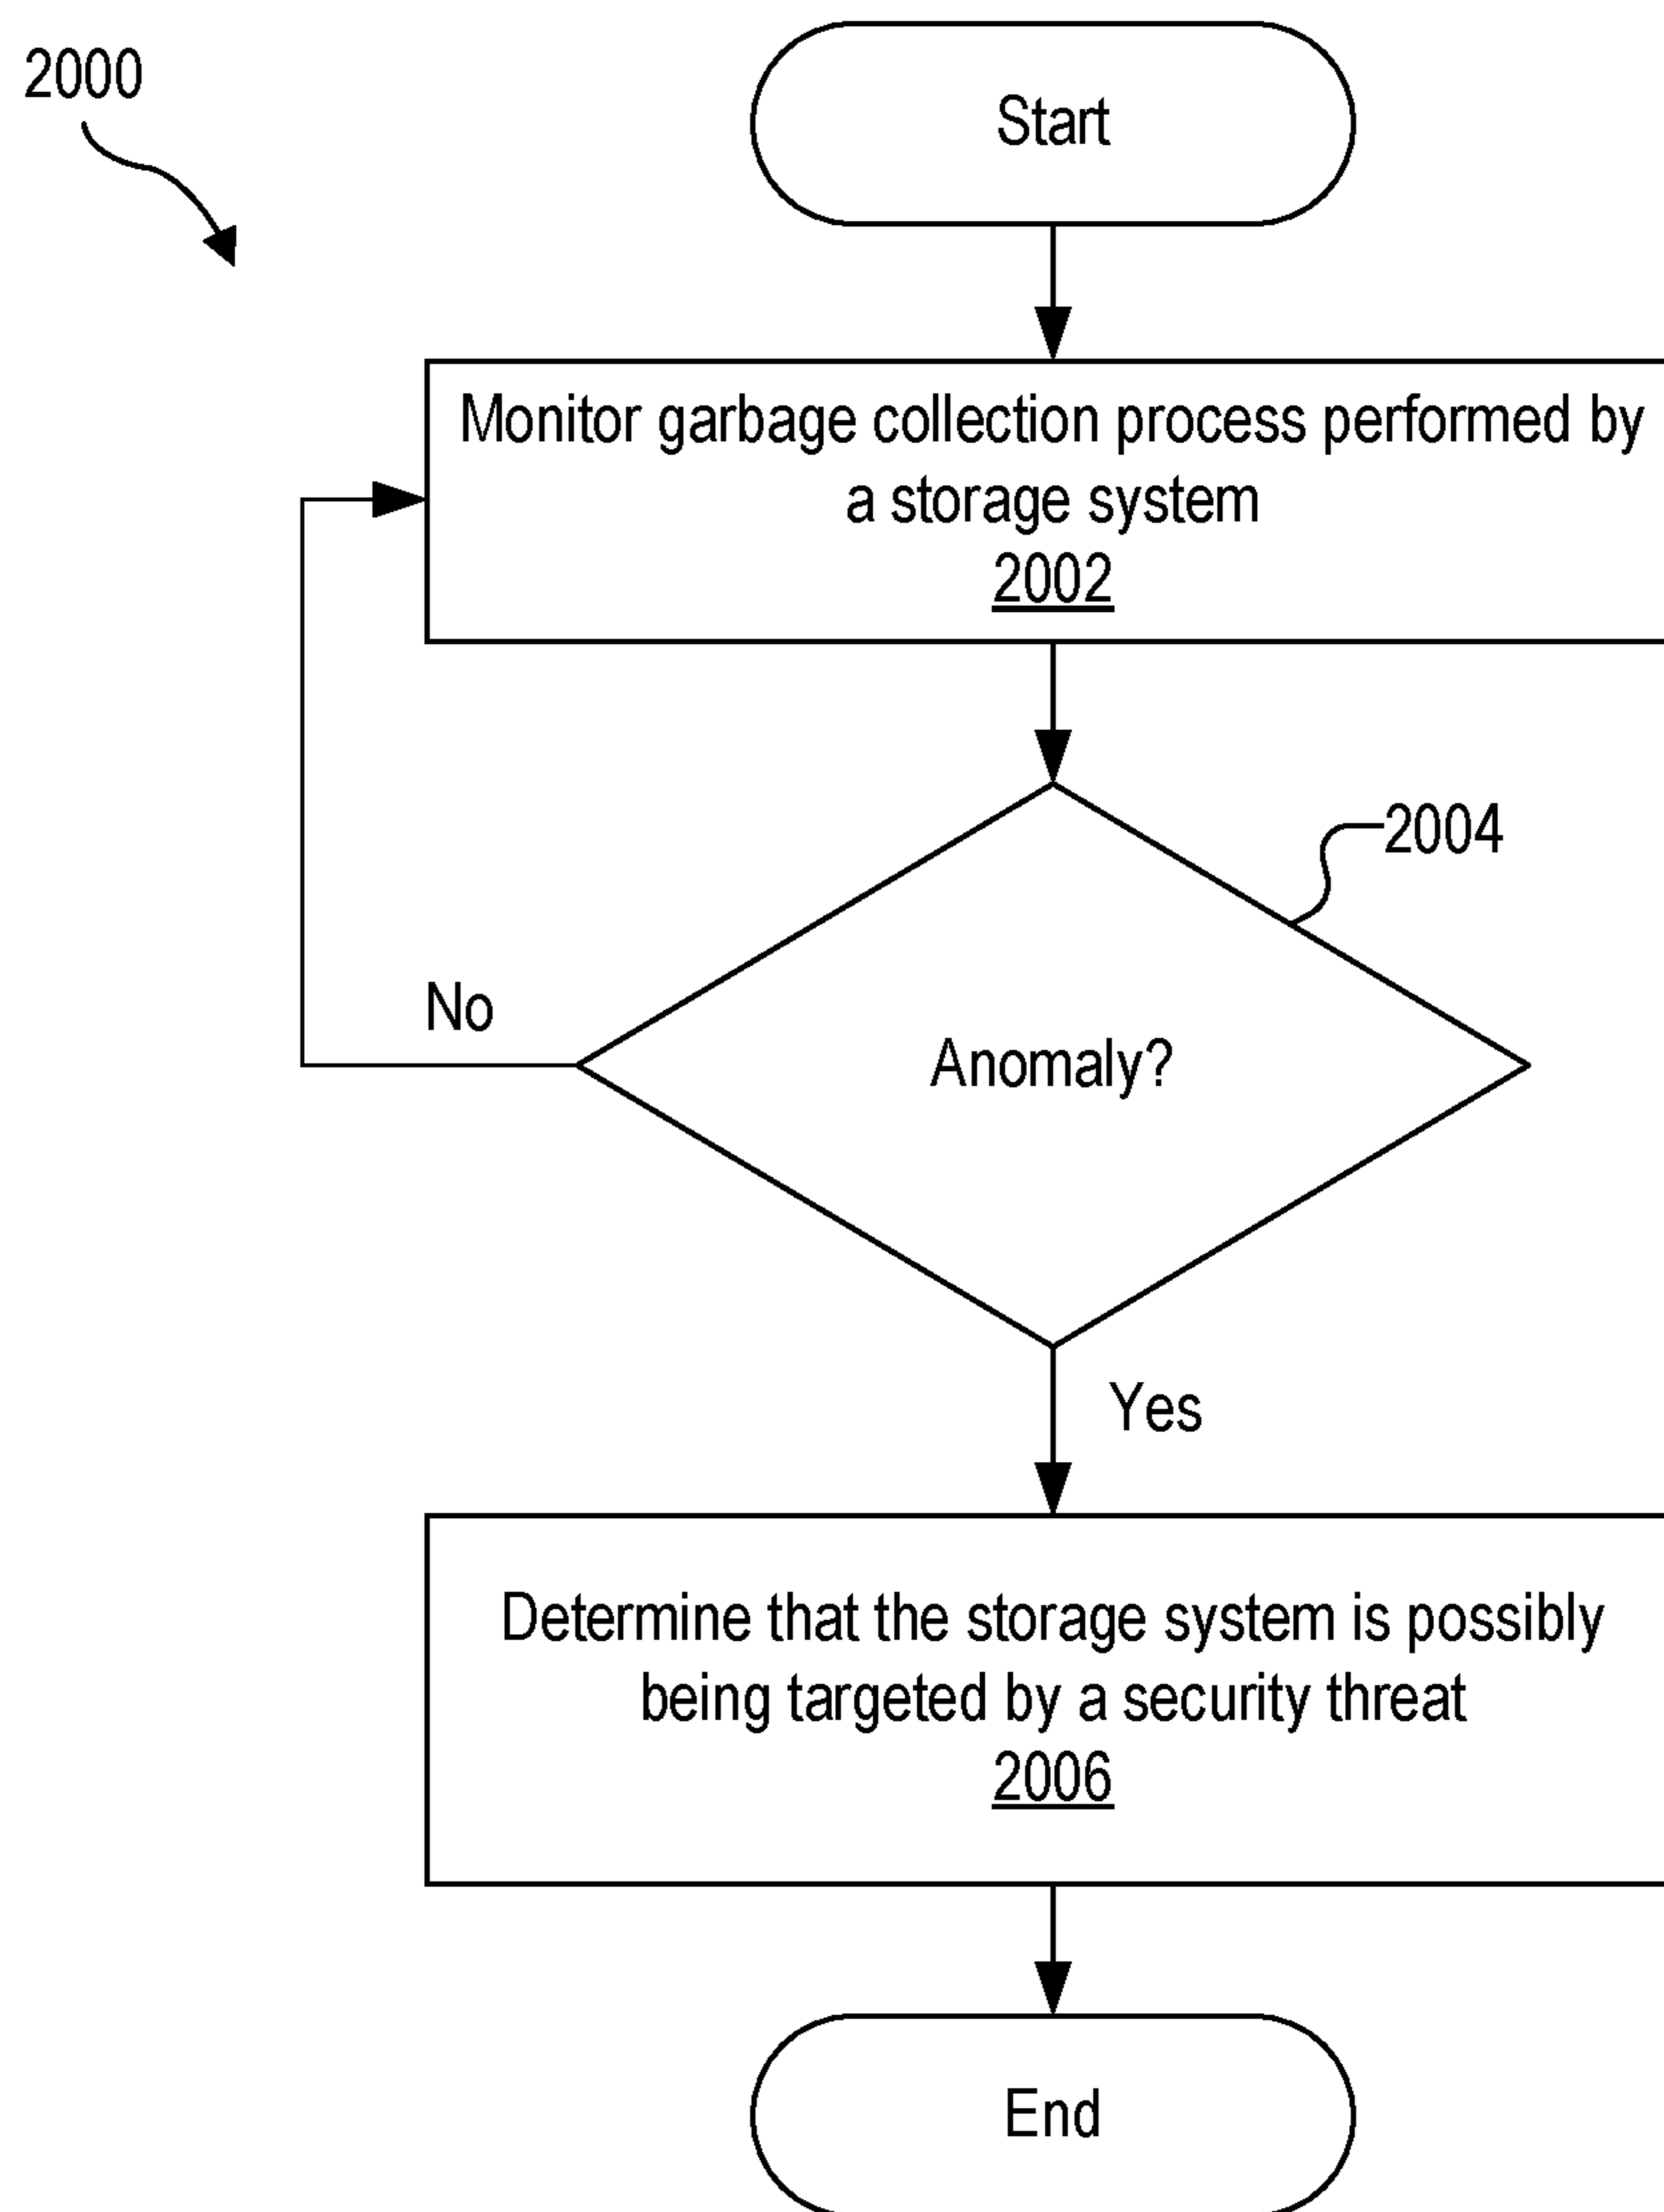 2000
Start
Monitor garbage collection process performed by
a storage system
2002
2004
No
Anomaly?
Yes
Determine that the storage system is possibly
being targeted by a security threat
2006
End